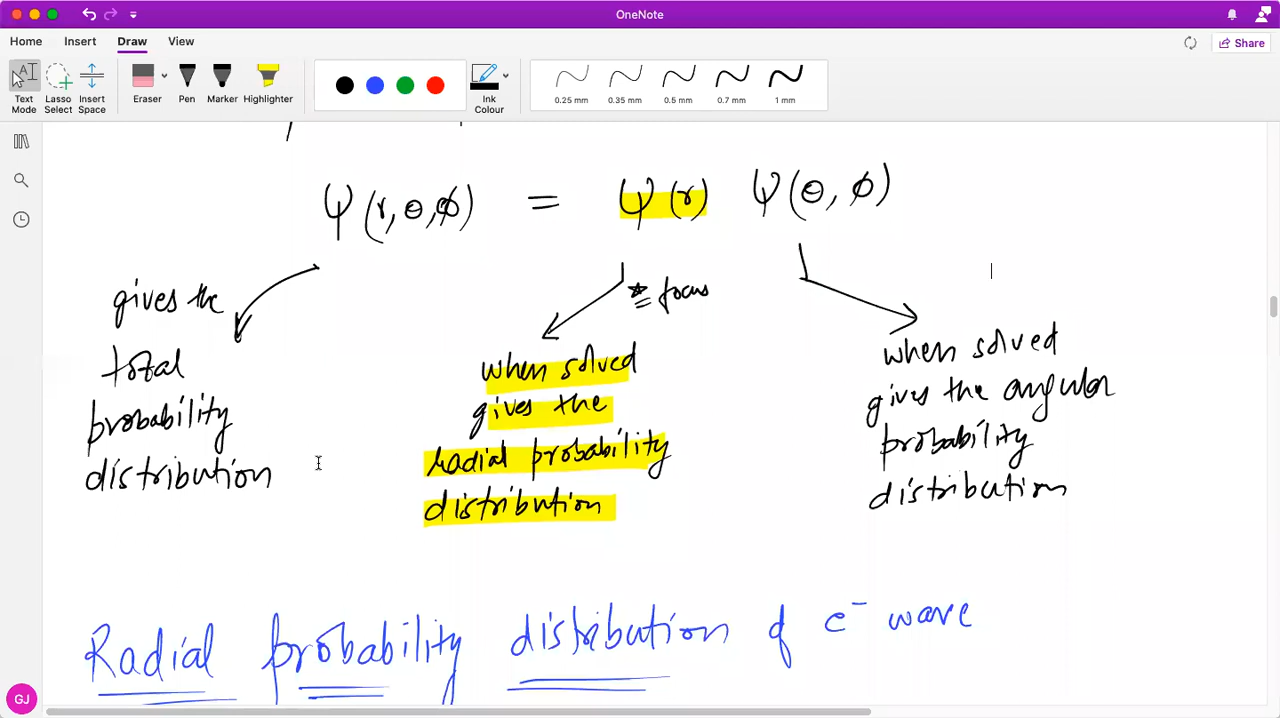 OneNote
Home Insert Draw View
Share
Text Mode
Lasso Select
Insert Space
Eraser
Pen
Marker
Highlighter
Ink Colour
0.25 mm 0.35 mm 0.5 mm 0.7 mm 1 mm
ψ(r, θ, φ) = ψ(r) ψ(θ, φ)
gives the
total
probability
distribution
* focus
when solved
gives the
radial probability
distribution
when solved
gives the angular
probability
distribution
Radial probability distribution of e⁻ wave
GJ